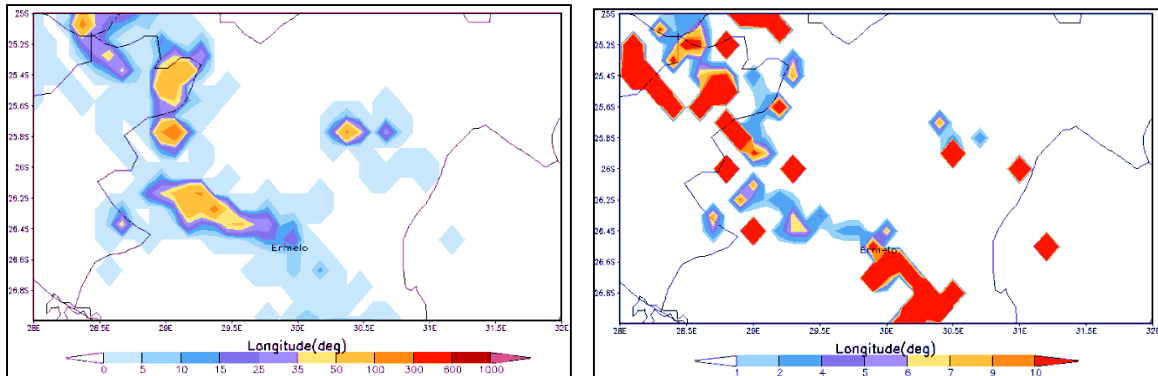 25S
25.2S
25.4S
25.6S
25.8S
26S
26.2S
26.4S
26.6S
26.8S
Ermelo
28E 28.5E 29E 29.5E 30E 30.5E 31E 31.5E 32E
Longitude(deg)
0 5 10 15 25 35 50 100 300 600 1000
25S
25.2S
25.4S
25.6S
25.8S
26S
26.2S
26.4S
26.6S
26.8S
Ermelo
28E 28.5E 29E 29.5E 30E 30.5E 31E 31.5E 32E
Longitude(deg)
1 2 4 5 6 7 9 10